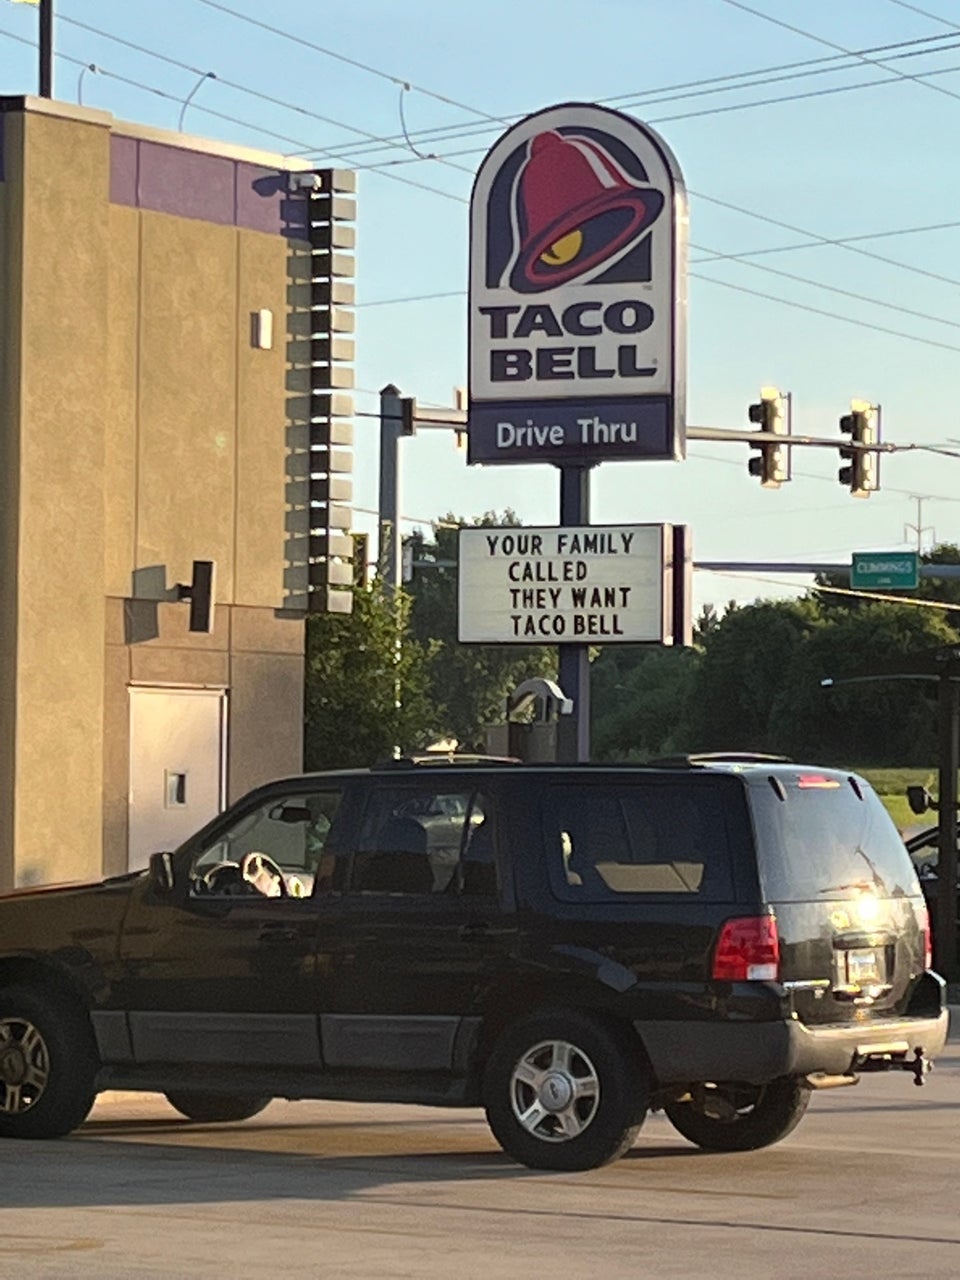 TACO
BELL
Drive Thru
YOUR FAMILY
CALLED
THEY WANT
TACO BELL
CUMMINGS